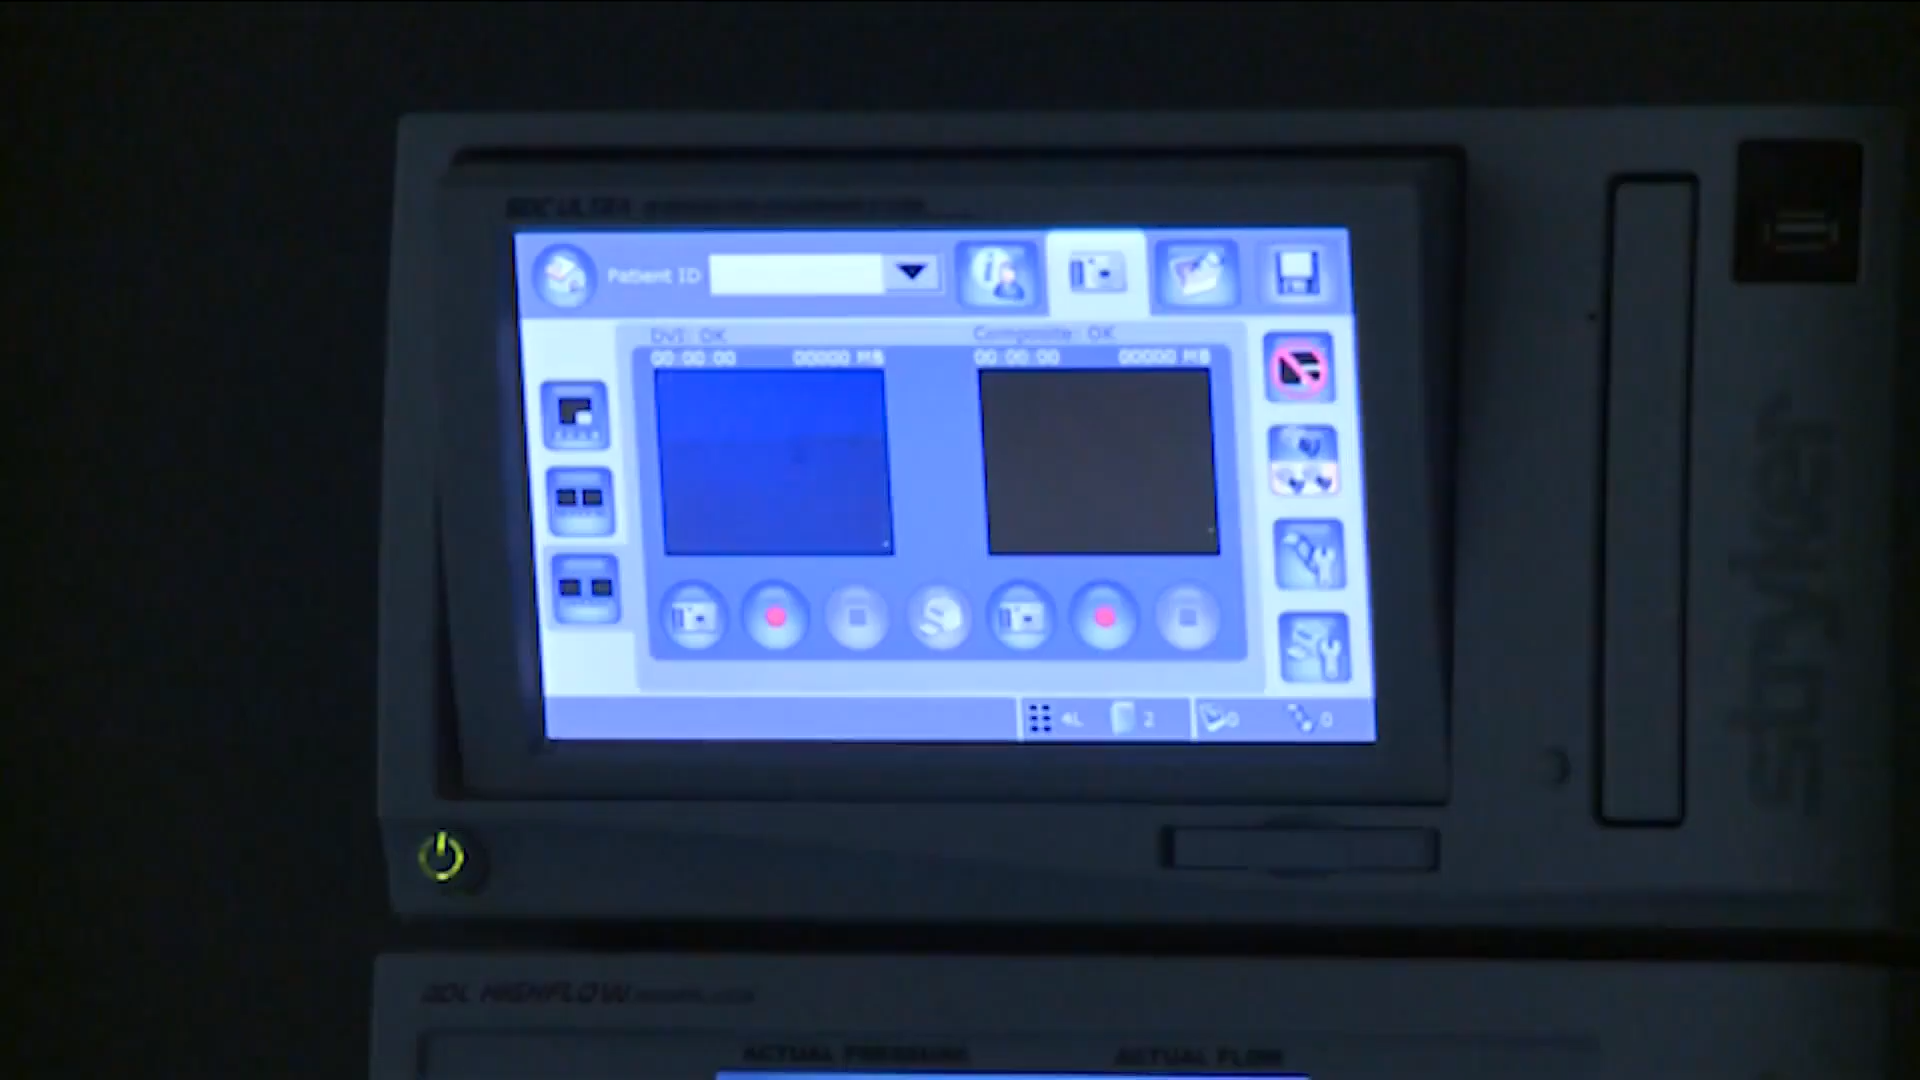 SDC ULTRA
Patient ID
DVI: OK
Composite: OK
00:00:00
00000 MB
00:00:00
00000 MB
4L
2
0
0
stryker
40L HIGHFLOW
ACTUAL PRESSURE
ACTUAL FLOW